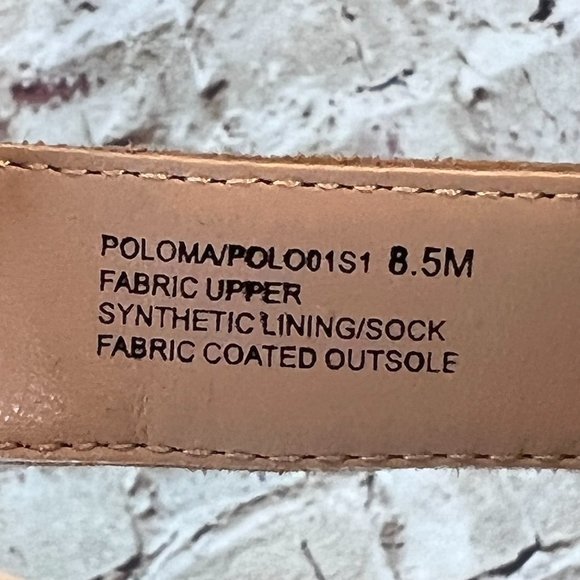 POLOMA/POLO01S1 8.5M
FABRIC UPPER
SYNTHETIC LINING/SOCK
FABRIC COATED OUTSOLE